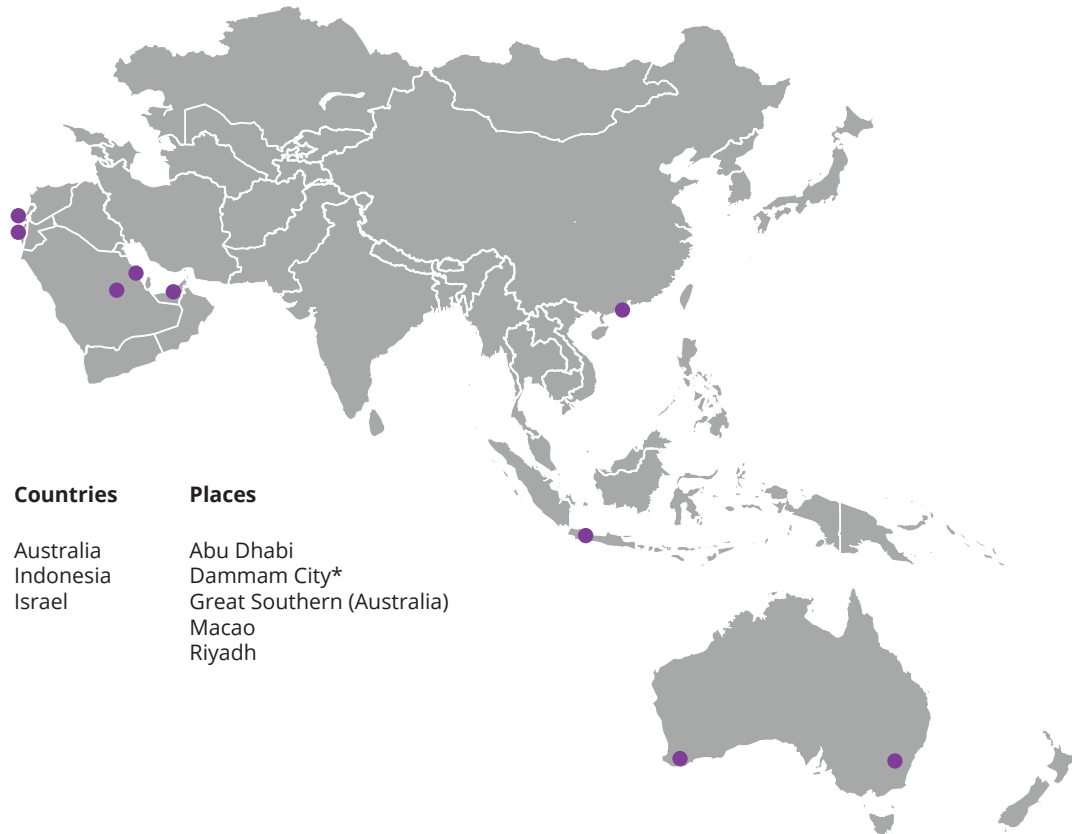 Countries
Australia
Indonesia
Israel
Places
Abu Dhabi
Dammam City*
Great Southern (Australia)
Macao
Riyadh